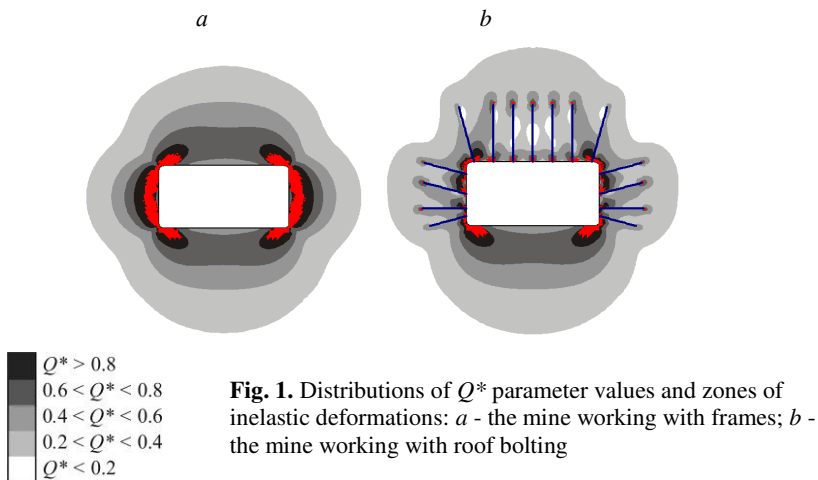 a
b
Q* > 0.8
0.6 < Q* < 0.8
0.4 < Q* < 0.6
0.2 < Q* < 0.4
Q* < 0.2
Fig. 1. Distributions of Q* parameter values and zones of
inelastic deformations: a - the mine working with frames; b -
the mine working with roof bolting